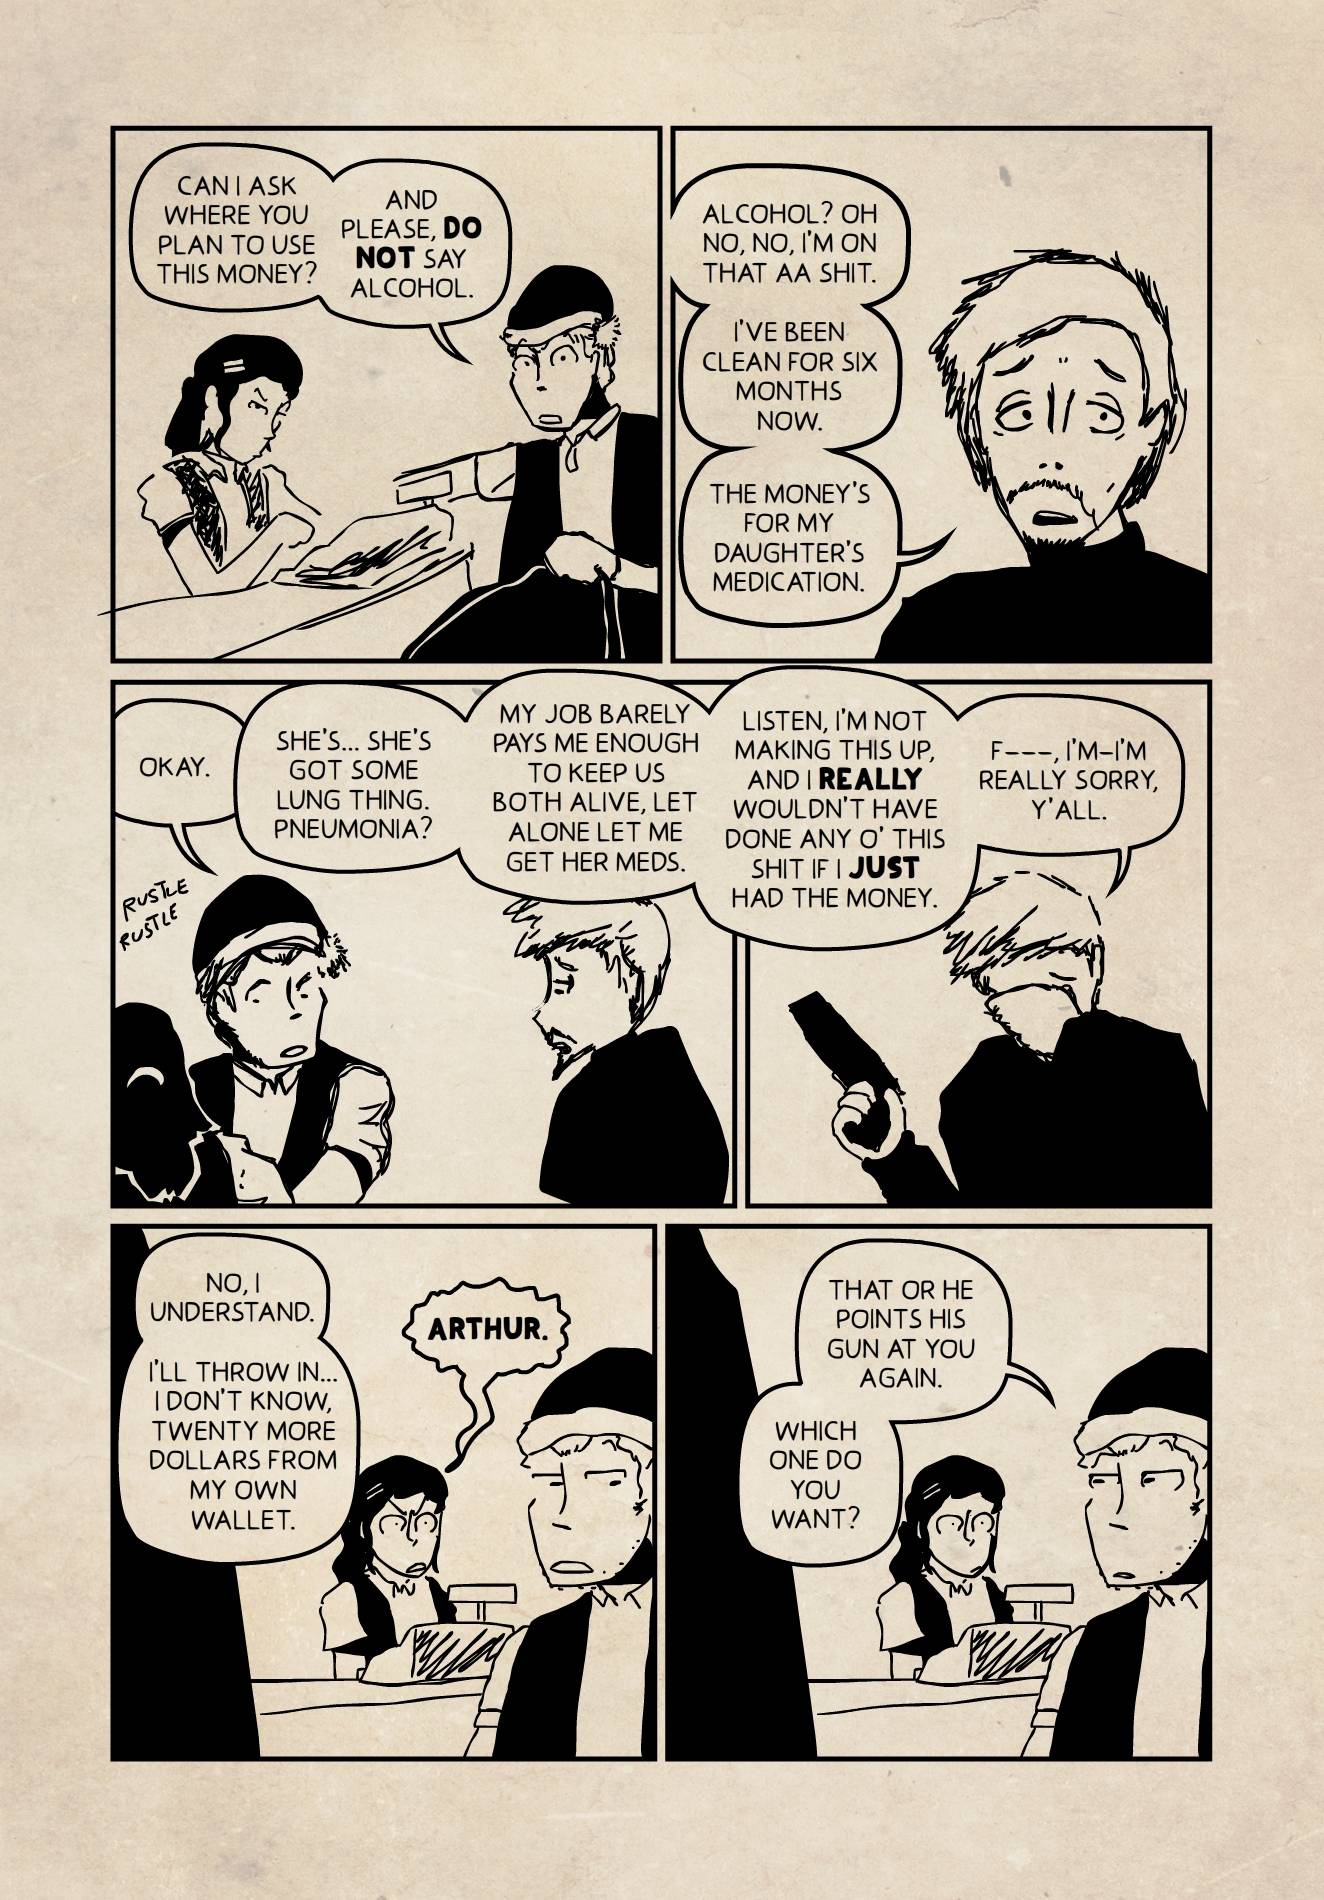 CAN I ASK
WHERE YOU
PLAN TO USE
THIS MONEY?
AND
PLEASE, DO
NOT SAY
ALCOHOL.
ALCOHOL? OH
NO, NO, I'M ON
THAT AA SHIT.
I'VE BEEN
CLEAN FOR SIX
MONTHS
NOW.
THE MONEY'S
FOR MY
DAUGHTER'S
MEDICATION.
OKAY.
RUSTLE
RUSTLE
SHE'S... SHE'S
GOT SOME
LUNG THING.
PNEUMONIA?
MY JOB BARELY
PAYS ME ENOUGH
TO KEEP US
BOTH ALIVE, LET
ALONE LET ME
GET HER MEDS.
LISTEN, I'M NOT
MAKING THIS UP,
AND I REALLY
WOULDN'T HAVE
DONE ANY O' THIS
SHIT IF I JUST
HAD THE MONEY.
F---, I'M-I'M
REALLY SORRY,
Y'ALL.
NO, I
UNDERSTAND.
I'LL THROW IN...
I DON'T KNOW,
TWENTY MORE
DOLLARS FROM
MY OWN
WALLET.
ARTHUR.
THAT OR HE
POINTS HIS
GUN AT YOU
AGAIN.
WHICH
ONE DO
YOU
WANT?